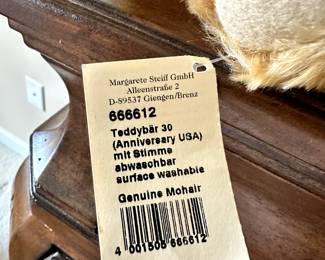 Margarete Steiff GmbH
Alleenstraße 2
D-89537 Giengen/Brenz
666612
Teddybär 30
(Anniversary USA)
mit Stimme
abwaschbar
surface washable
Genuine Mohair
4 001505 666612